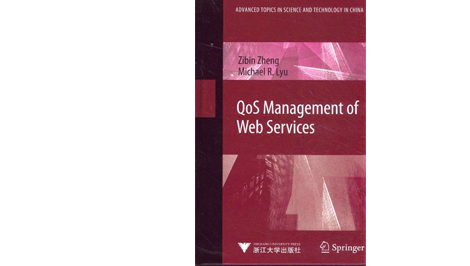 ADVANCED TOPICS IN SCIENCE AND TECHNOLOGY IN CHINA
Zibin Zheng
Michael R. Lyu
QoS Management of
Web Services
ZHEJIANG UNIVERSITY PRESS
浙江大学出版社
Springer